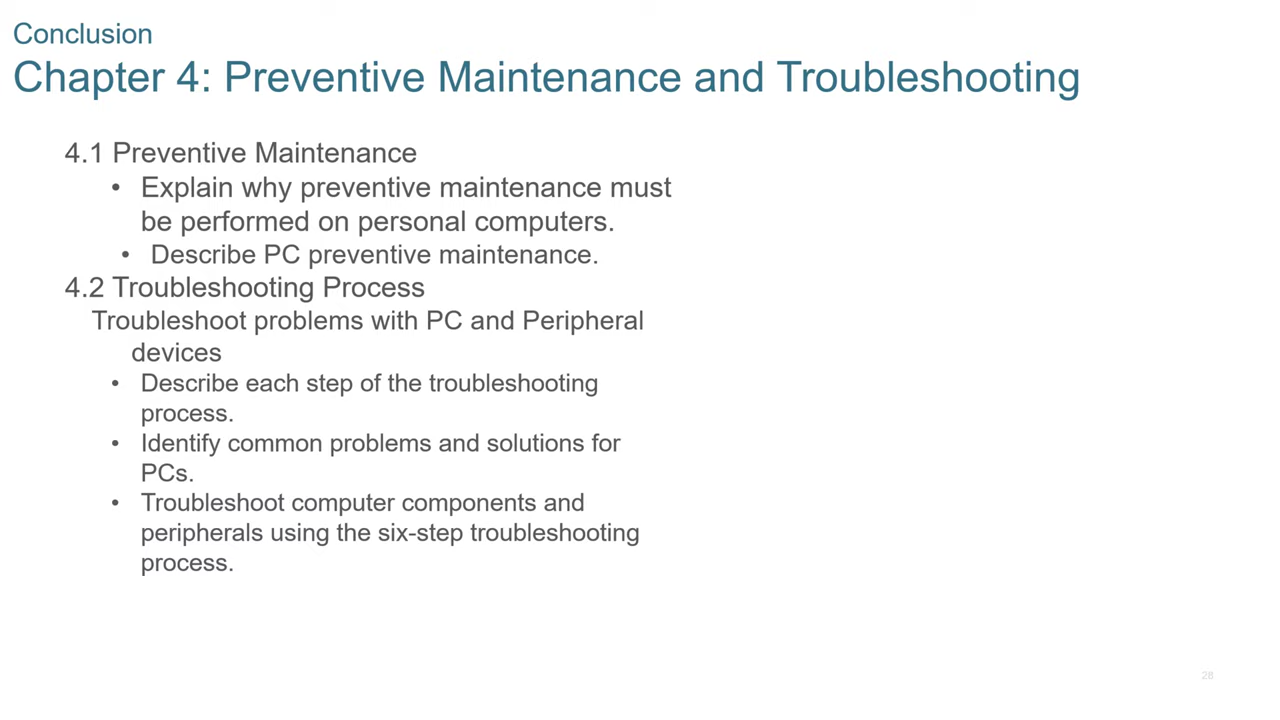 Conclusion
Chapter 4: Preventive Maintenance and Troubleshooting
4.1 Preventive Maintenance
• Explain why preventive maintenance must
be performed on personal computers.
• Describe PC preventive maintenance.
4.2 Troubleshooting Process
Troubleshoot problems with PC and Peripheral
devices
• Describe each step of the troubleshooting
process.
• Identify common problems and solutions for
PCs.
• Troubleshoot computer components and
peripherals using the six-step troubleshooting
process.
28